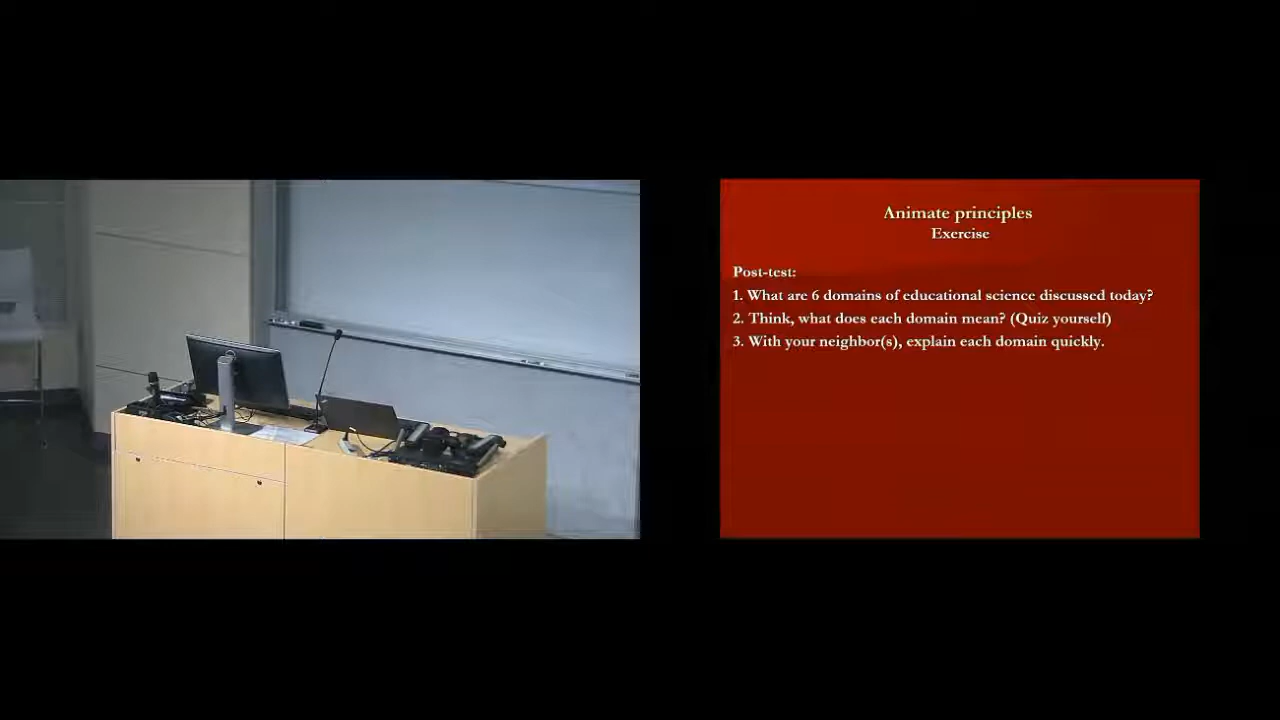 Animate principles
Exercise
Post-test:
1. What are 6 domains of educational science discussed today?
2. Think, what does each domain mean? (Quiz yourself)
3. With your neighbor(s), explain each domain quickly.